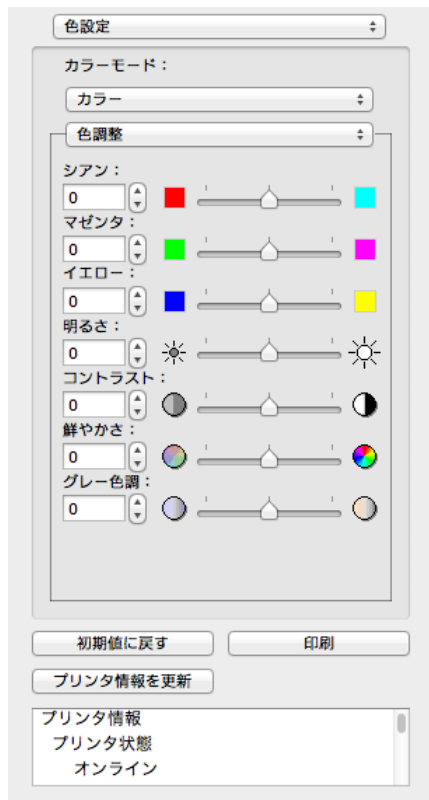 色設定
カラーモード：
カラー
色調整
シアン：
0
マゼンタ：
0
イエロー：
0
明るさ：
0
コントラスト：
0
鮮やかさ：
0
グレー色調：
0
初期値に戻す
印刷
プリンタ情報を更新
プリンタ情報
プリンタ状態
オンライン